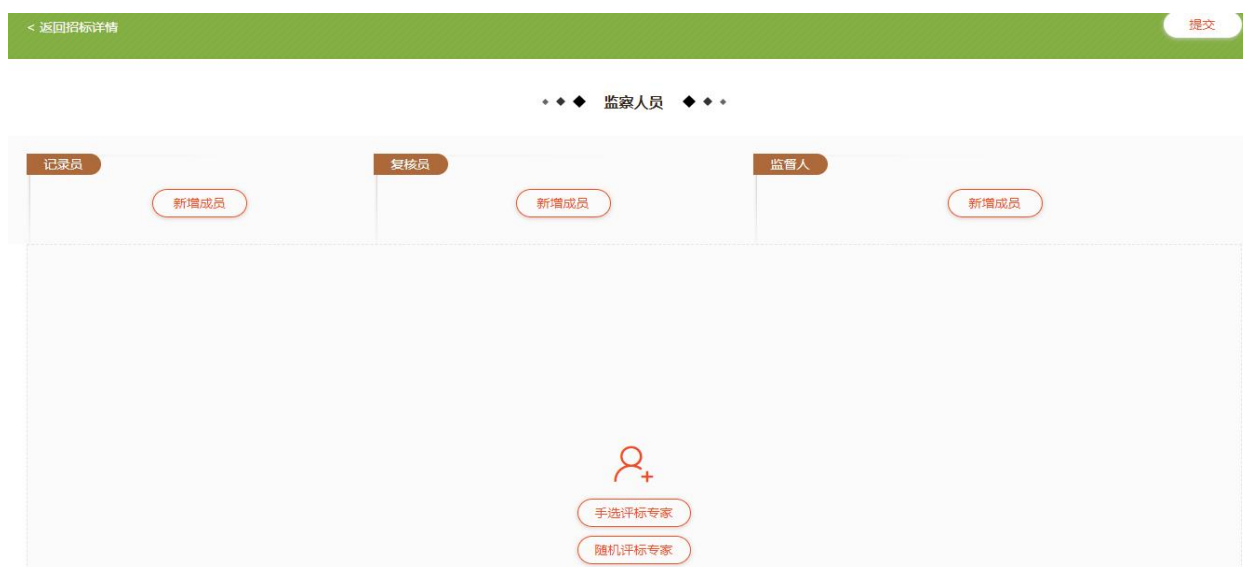 < 返回招标详情
提交
监察人员
记录员
复核员
监督人
新增成员
新增成员
新增成员
手选评标专家
随机评标专家